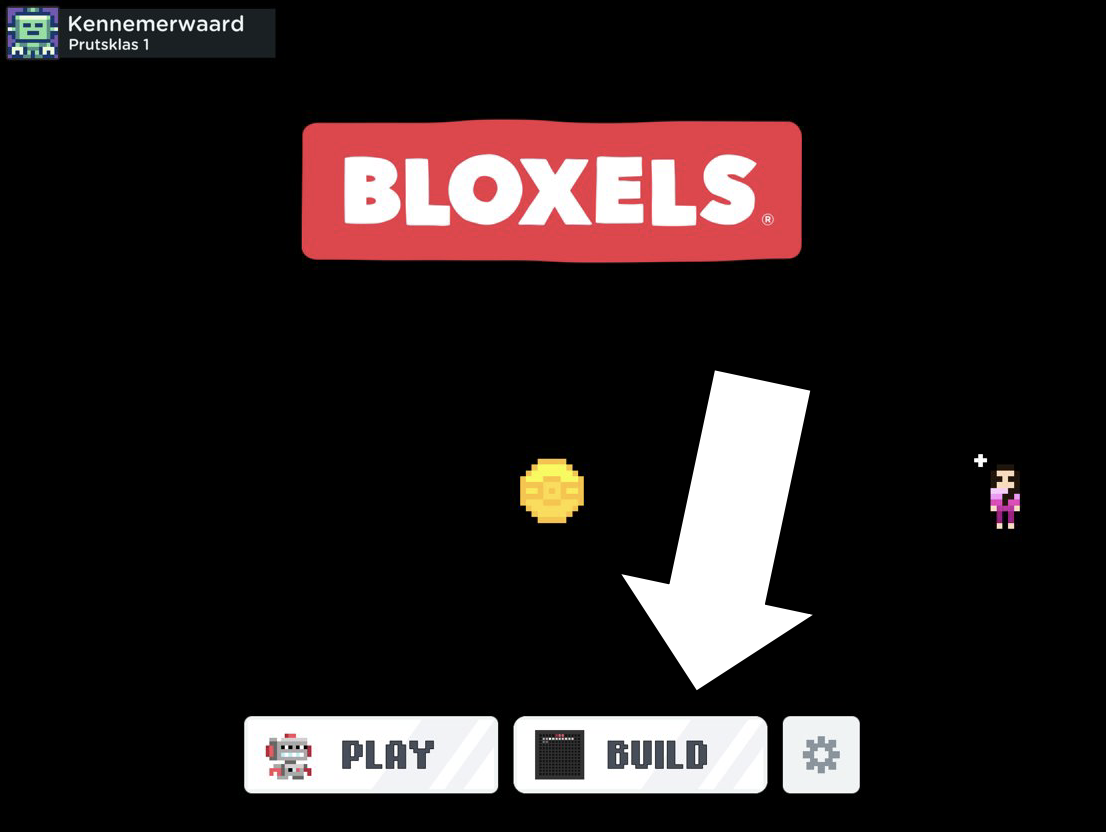 Kennemerwaard
Prutsklas 1
BLOXELS®
PLAY
BUILD